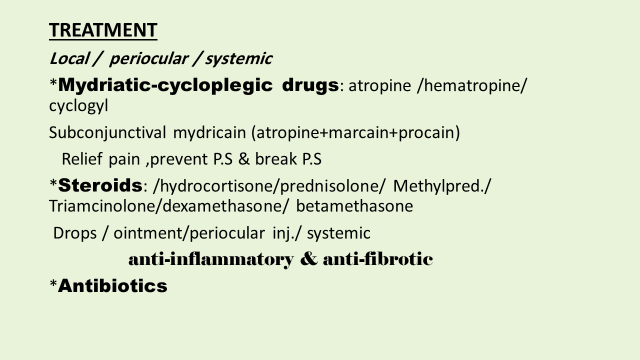 TREATMENT
Local / periocular / systemic
*Mydriatic-cycloplegic drugs: atropine /hematropine/
cyclogyl
Subconjunctival mydricain (atropine+marcain+procain)
Relief pain ,prevent P.S & break P.S
*Steroids: /hydrocortisone/prednisolone/ Methylpred./
Triamcinolone/dexamethasone/ betamethasone
Drops / ointment/periocular inj./ systemic
anti-inflammatory & anti-fibrotic
*Antibiotics